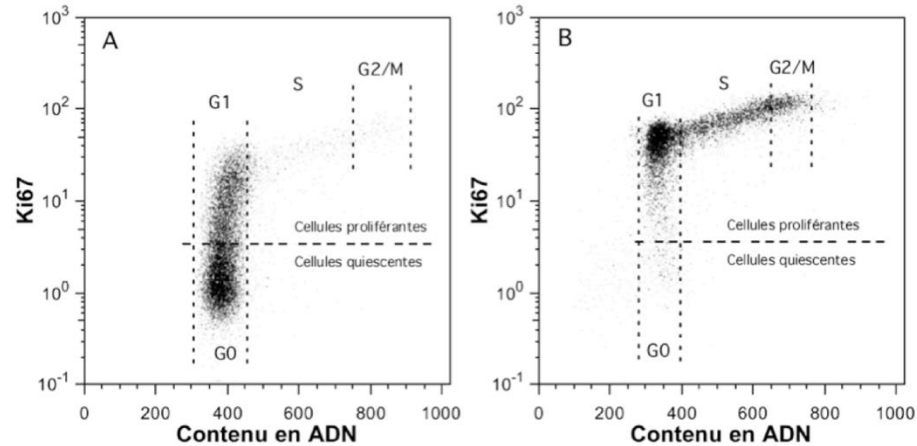 A
Ki67
10³
10²
10¹
10⁰
10⁻¹
G1
S
G2/M
Cellules proliférantes
Cellules quiescentes
G0
0 200 400 600 800 1000
Contenu en ADN
B
Ki67
10³
10²
10¹
10⁰
10⁻¹
G1
S
G2/M
Cellules proliférantes
Cellules quiescentes
G0
0 200 400 600 800 1000
Contenu en ADN